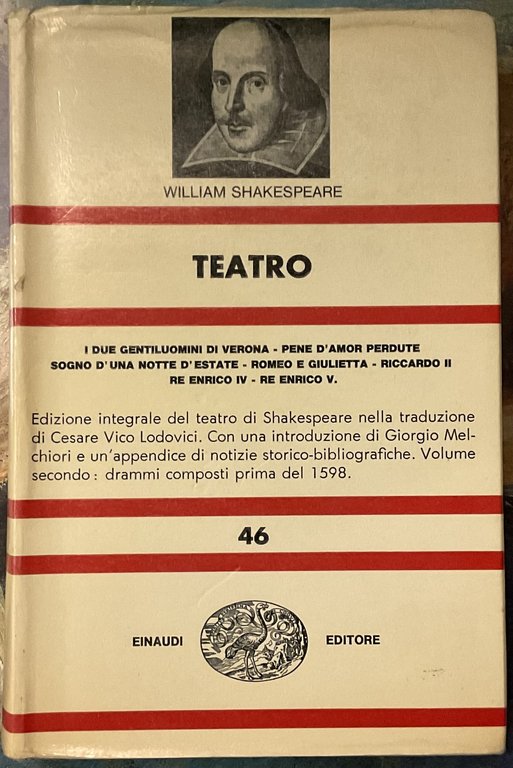 WILLIAM SHAKESPEARE
TEATRO
I DUE GENTILUOMINI DI VERONA - PENE D'AMOR PERDUTE
SOGNO D'UNA NOTTE D'ESTATE - ROMEO E GIULIETTA - RICCARDO II
RE ENRICO IV - RE ENRICO V.
Edizione integrale del teatro di Shakespeare nella traduzione
di Cesare Vico Lodovici. Con una introduzione di Giorgio Mel-
chiori e un'appendice di notizie storico-bibliografiche. Volume
secondo: drammi composti prima del 1598.
46
EINAUDI EDITORE